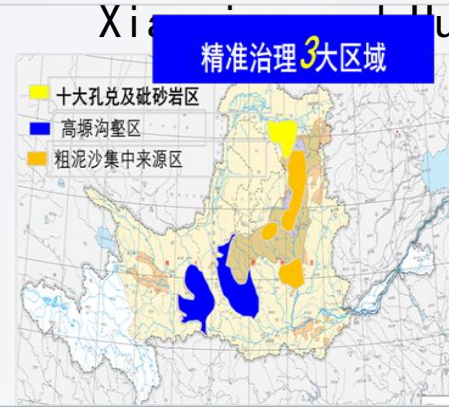 精准治理3大区域
十大孔兑及砒砂岩区
高塬沟壑区
粗泥沙集中来源区